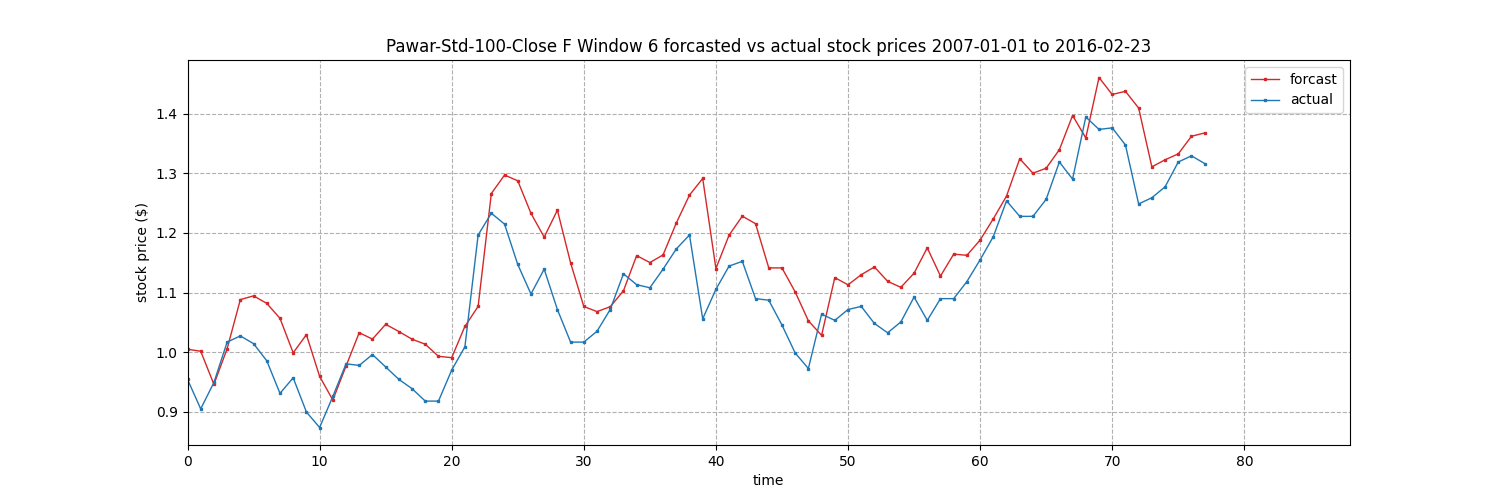 Pawar-Std-100-Close F Window 6 forcasted vs actual stock prices 2007-01-01 to 2016-02-23
forcast
actual
stock price ($)
1.4
1.3
1.2
1.1
1.0
0.9
0 10 20 30 40 50 60 70 80
time